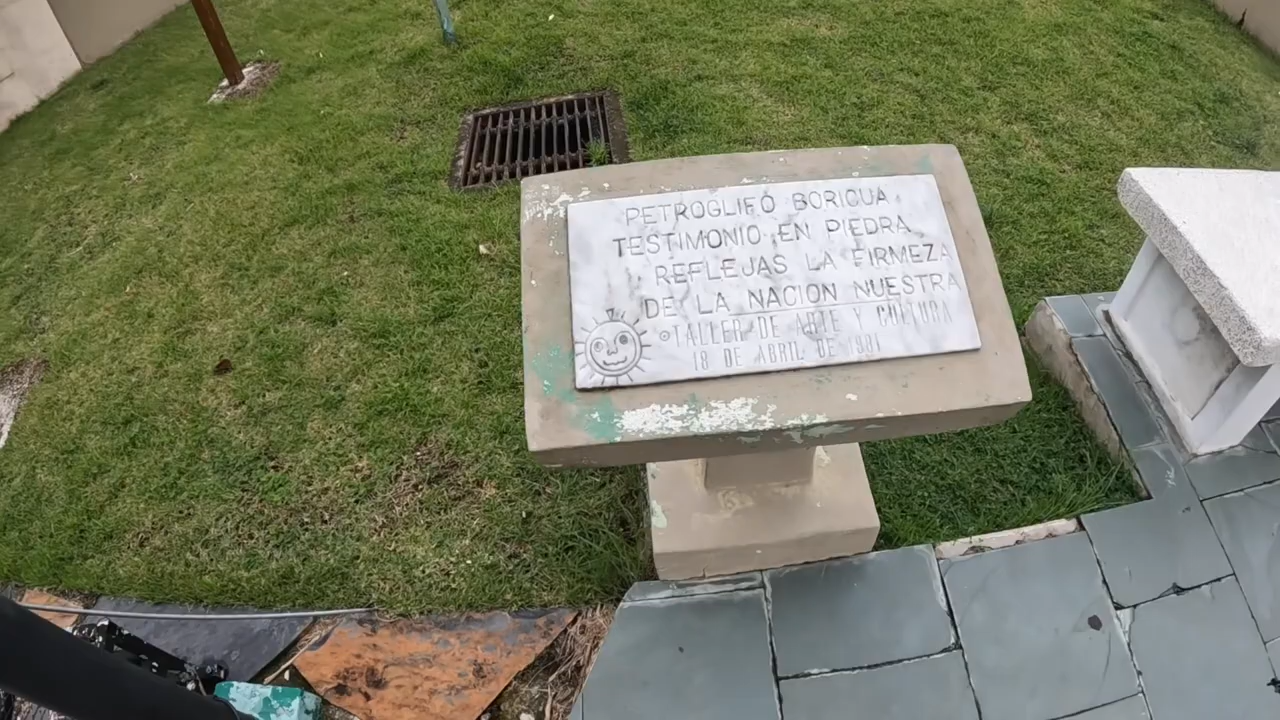 PETROGLIFO BORICUA
TESTIMONIO EN PIEDRA
REFLEJAS LA FIRMEZA
DE LA NACION NUESTRA
©TALLER DE ARTE Y CULTURA
18 DE ABRIL DE 1981